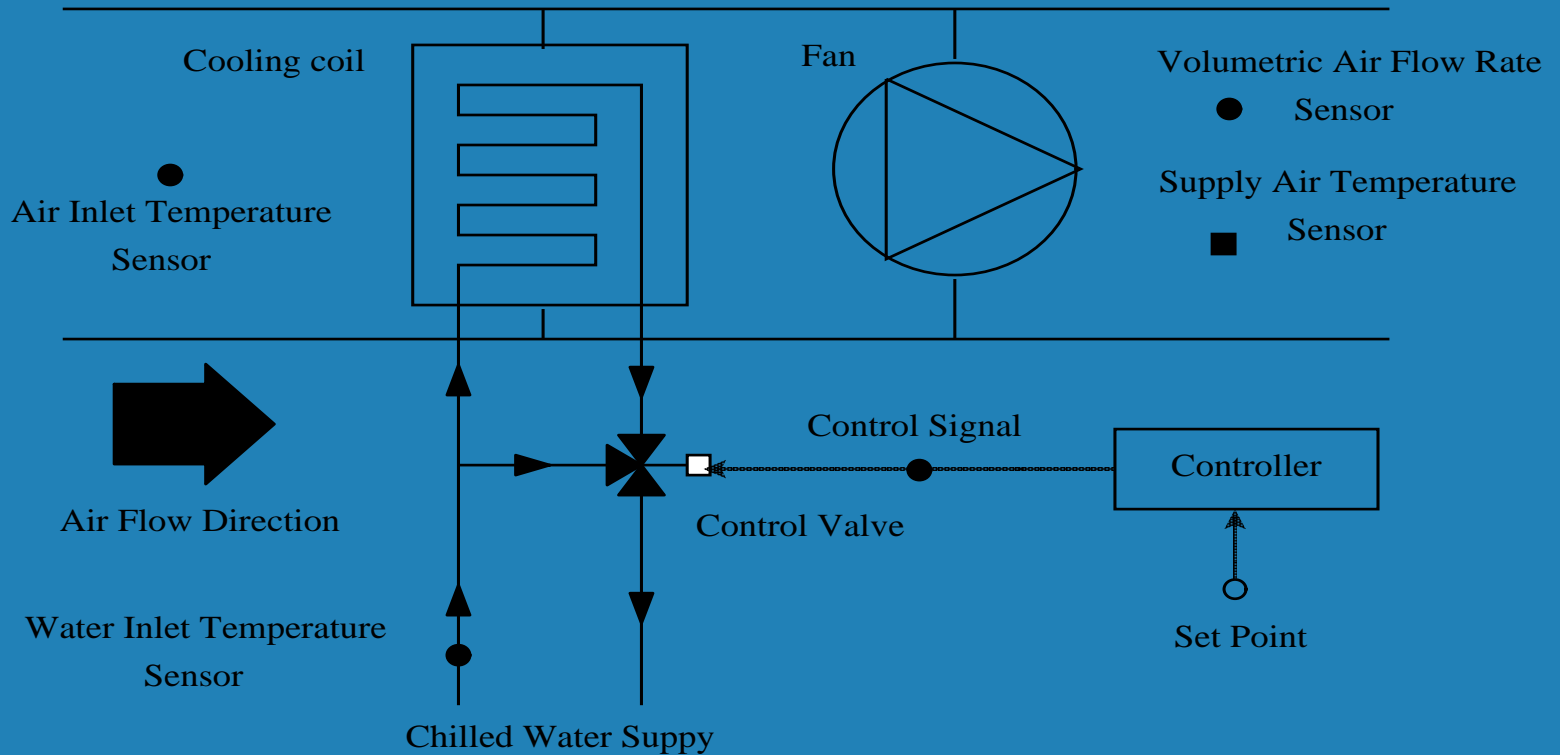 Cooling coil
Fan
Volumetric Air Flow Rate
Sensor
Air Inlet Temperature
Sensor
Supply Air Temperature
Sensor
Control Signal
Controller
Air Flow Direction
Control Valve
Water Inlet Temperature
Sensor
Set Point
Chilled Water Suppy